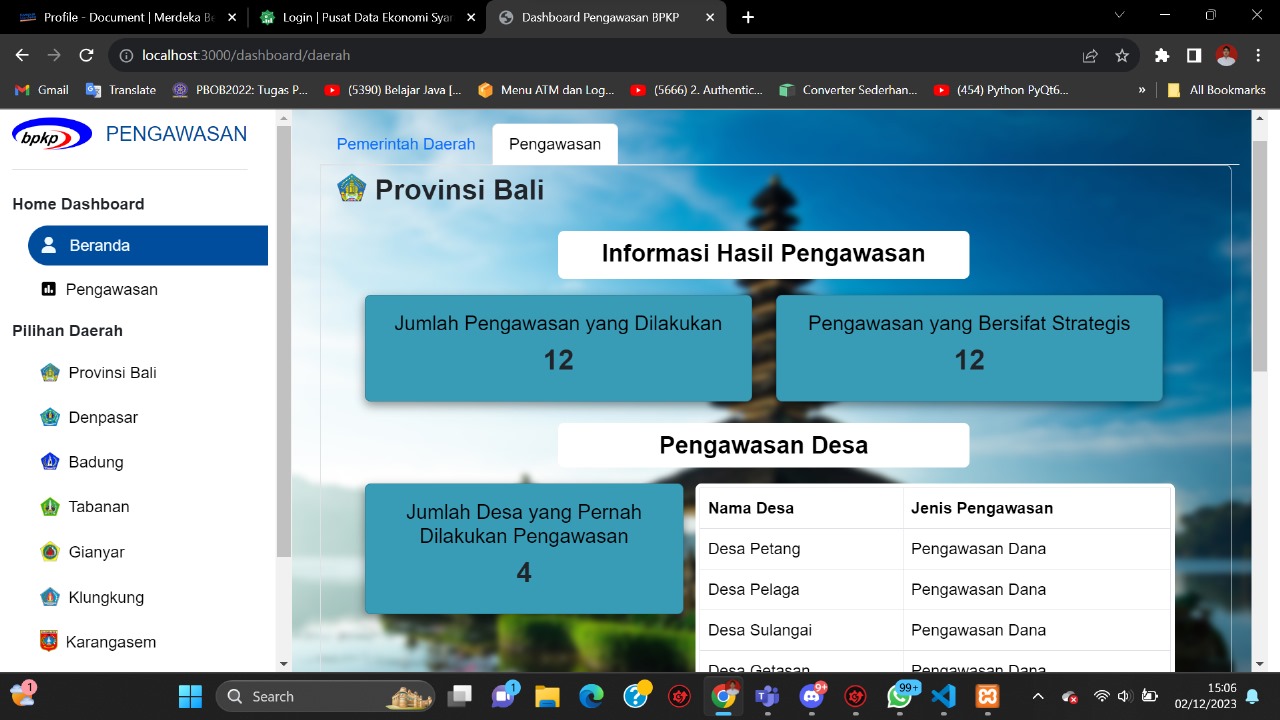 Profile - Document | Merdeka Be
Login | Pusat Data Ekonomi Syar
Dashboard Pengawasan BPKP
localhost:3000/dashboard/daerah
Gmail
Translate
PBOB2022: Tugas P...
(5390) Belajar Java [...
Menu ATM dan Log...
(5666) 2. Authentic...
Converter Sederhan...
(454) Python PyQt6...
»
All Bookmarks
bpkp PENGAWASAN
Home Dashboard
Beranda
Pengawasan
Pilihan Daerah
Provinsi Bali
Denpasar
Badung
Tabanan
Gianyar
Klungkung
Karangasem
Pemerintah Daerah
Pengawasan
Provinsi Bali
Informasi Hasil Pengawasan
Jumlah Pengawasan yang Dilakukan
12
Pengawasan yang Bersifat Strategis
12
Pengawasan Desa
Jumlah Desa yang Pernah
Dilakukan Pengawasan
4
Nama Desa Jenis Pengawasan
Desa Petang Pengawasan Dana
Desa Pelaga Pengawasan Dana
Desa Sulangai Pengawasan Dana
Desa Getasan Pengawasan Dana
1
Search
1
9+
99+
15:06
02/12/2023